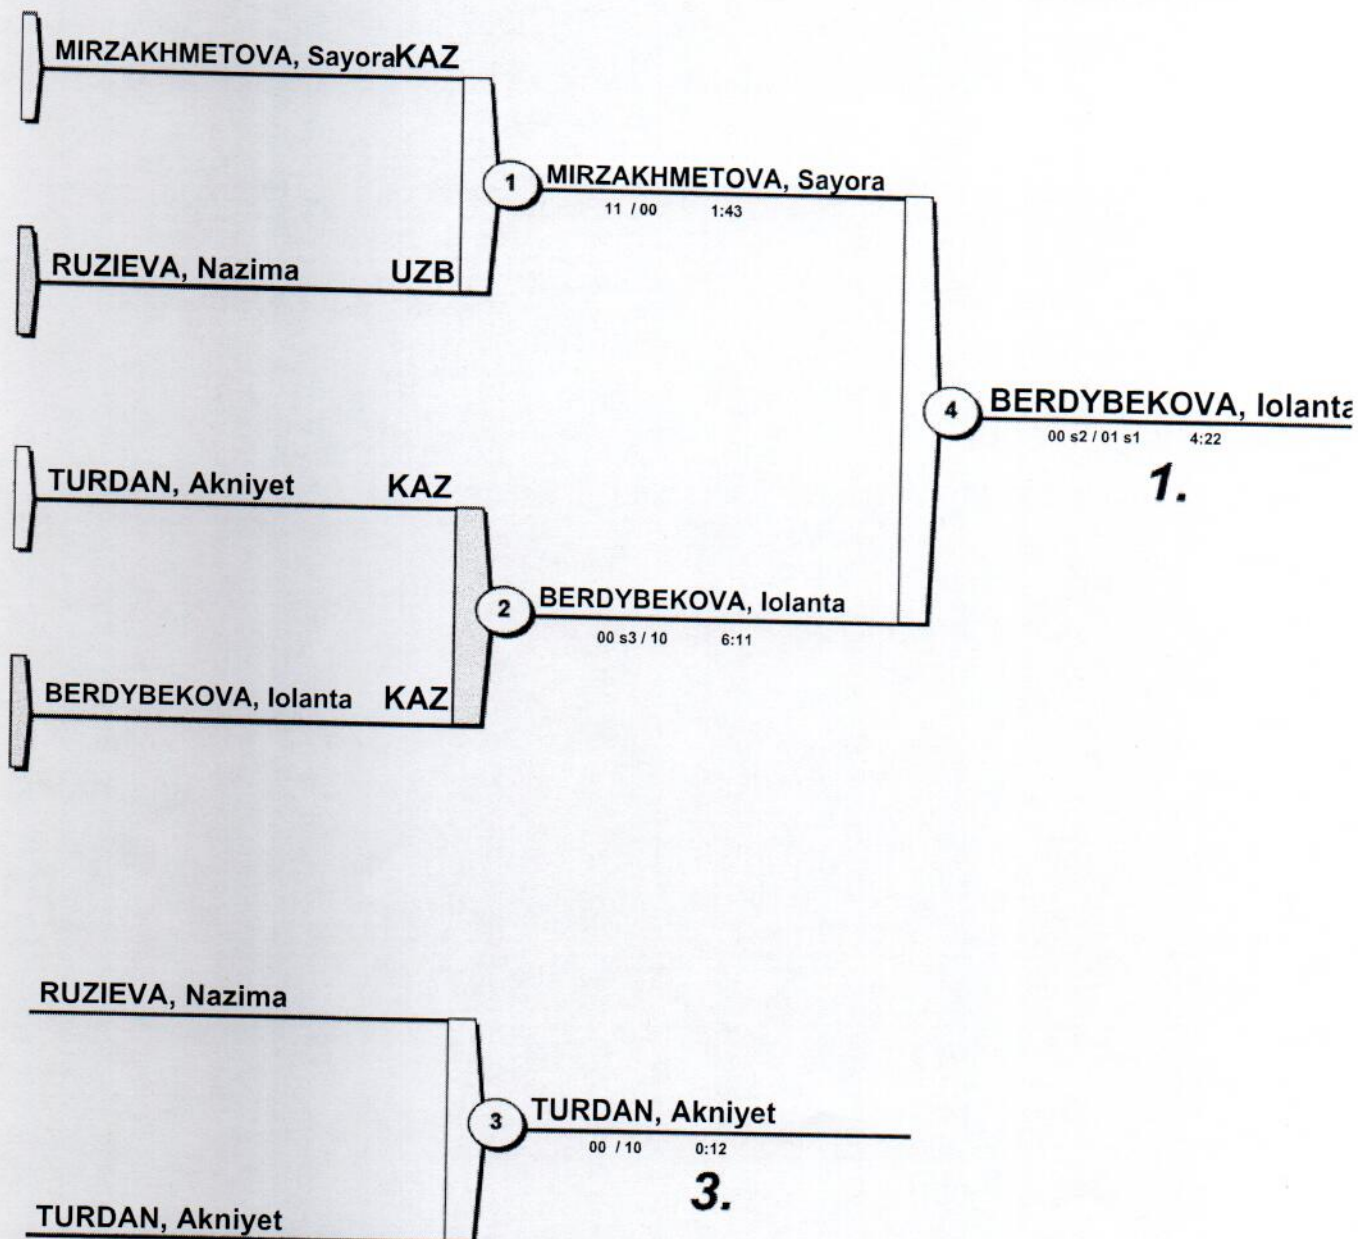 MIRZAKHMETOVA, Sayora KAZ
1 MIRZAKHMETOVA, Sayora
11 / 00 1:43
RUZIEVA, Nazima UZB
4 BERDYBEKOVA, Iolanta
00 s2 / 01 s1 4:22
1.
TURDAN, Akniyet KAZ
2 BERDYBEKOVA, Iolanta
00 s3 / 10 6:11
BERDYBEKOVA, Iolanta KAZ
RUZIEVA, Nazima
3 TURDAN, Akniyet
00 / 10 0:12
3.
TURDAN, Akniyet